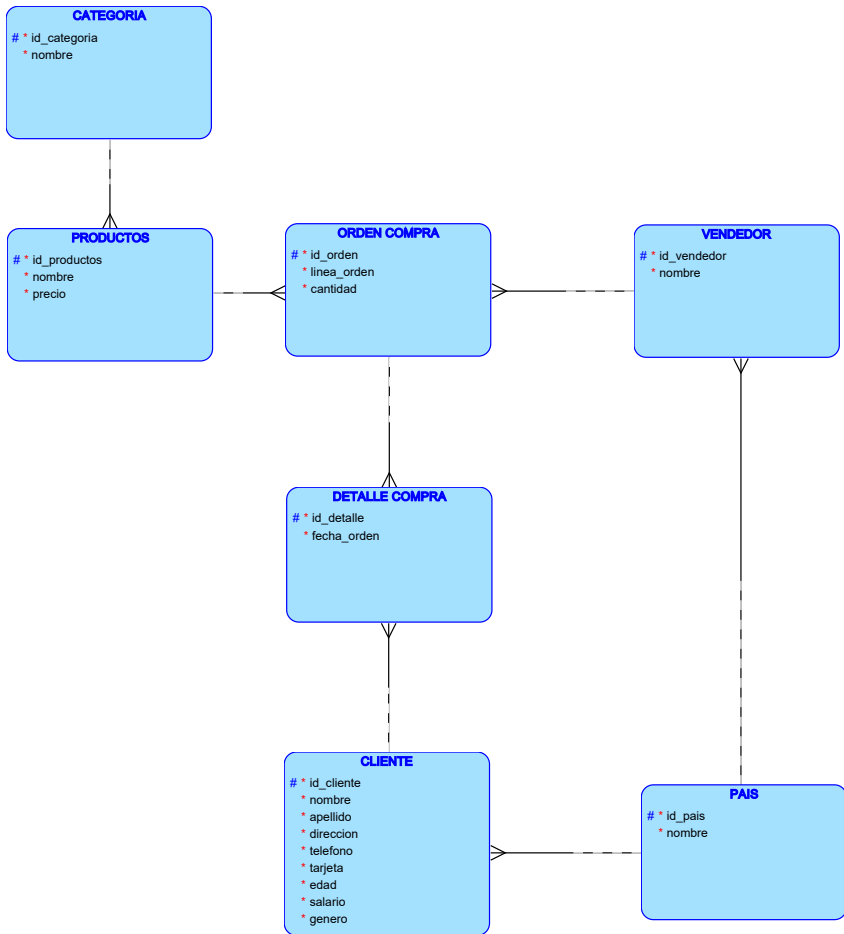 CATEGORIA
# * id_categoria
* nombre
PRODUCTOS
# * id_productos
* nombre
* precio
ORDEN COMPRA
# * id_orden
* linea_orden
* cantidad
VENDEDOR
# * id_vendedor
* nombre
DETALLE COMPRA
# * id_detalle
* fecha_orden
CLIENTE
# * id_cliente
* nombre
* apellido
* direccion
* telefono
* tarjeta
* edad
* salario
* genero
PAIS
# * id_pais
* nombre